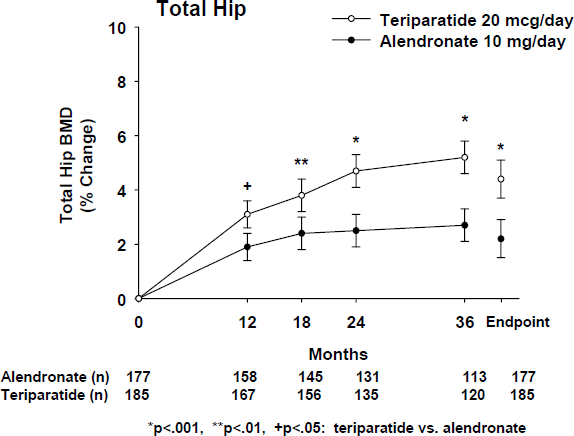 Total Hip
Teriparatide 20 mcg/day
Alendronate 10 mg/day
Total Hip BMD
(% Change)
10
8
6
4
2
0
+
**
*
*
*
0 12 18 24 36 Endpoint
Months
Alendronate (n) 177 158 145 131 113 177
Teriparatide (n) 185 167 156 135 120 185
*p<.001, **p<.01, +p<.05: teriparatide vs. alendronate